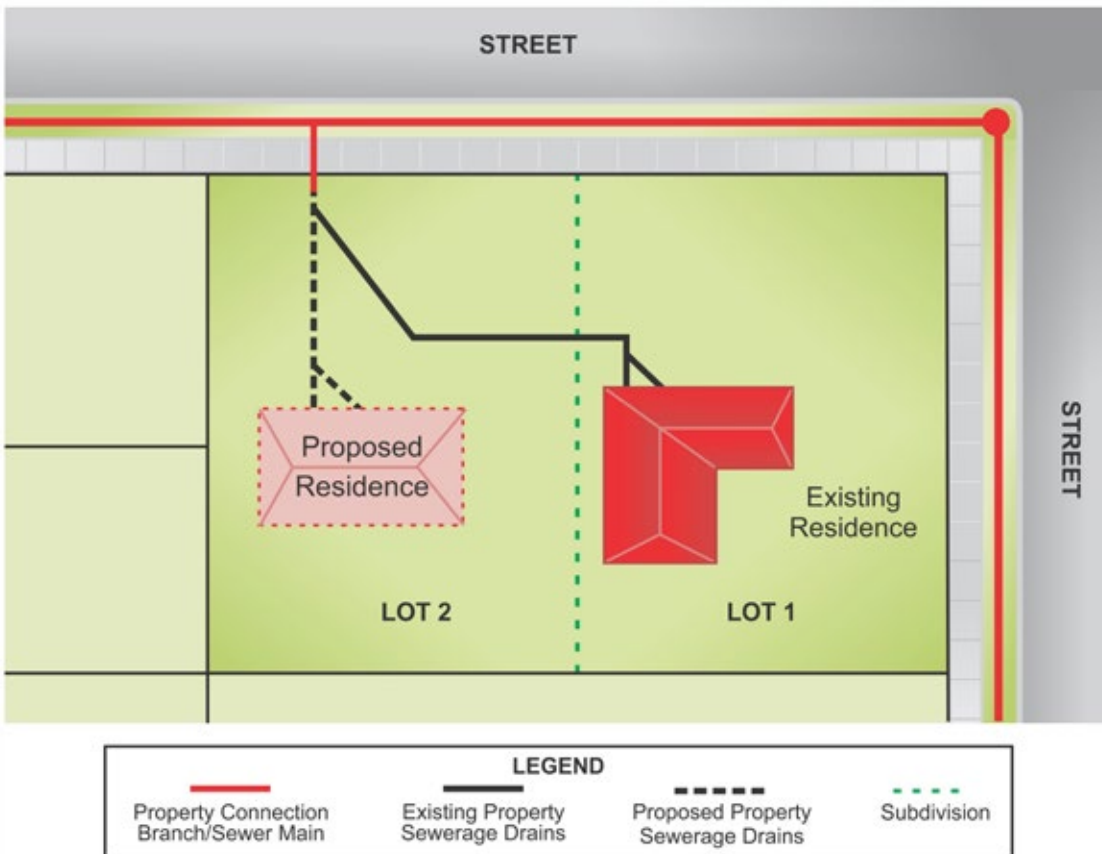 STREET
STREET
Proposed
Residence
Existing
Residence
LOT 2
LOT 1
LEGEND
Property Connection
Branch/Sewer Main
Existing Property
Sewerage Drains
Proposed Property
Sewerage Drains
Subdivision